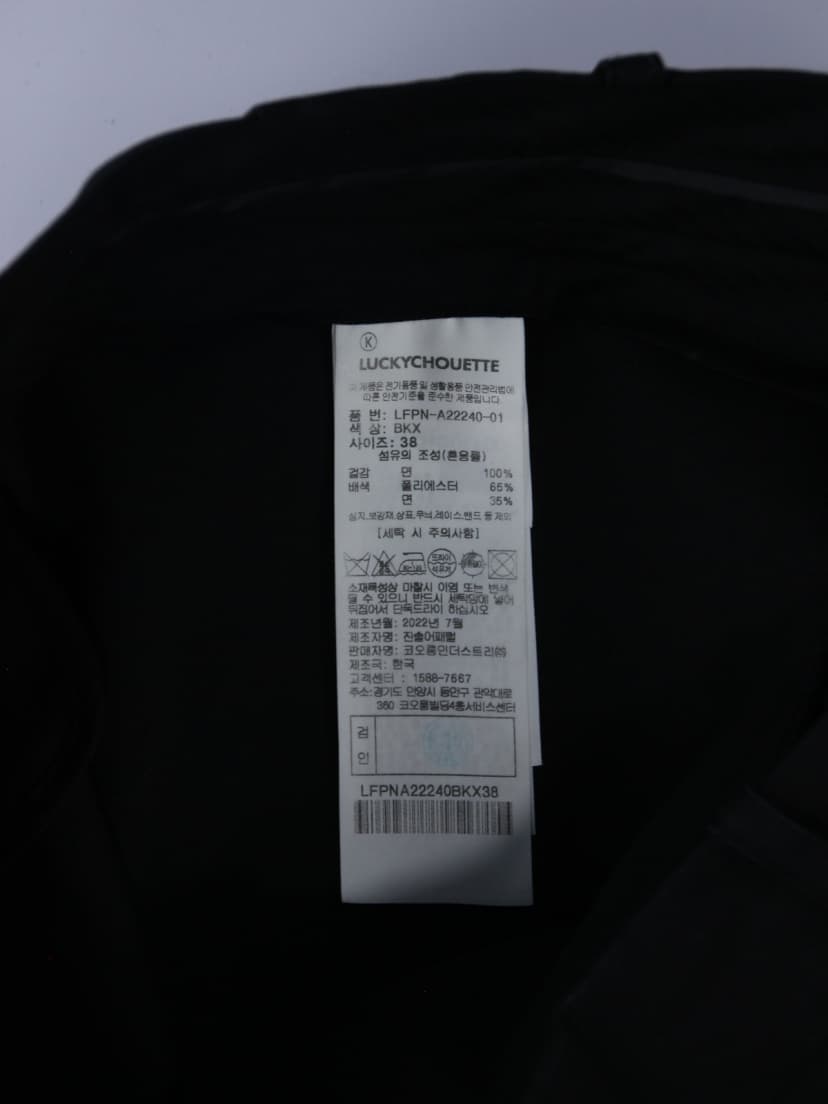 K
LUCKYCHOUETTE
이 제품은 전기용품 및 생활용품 안전관리법에
따른 안전기준을 준수한 제품입니다.
품 번: LFPN-A22240-01
색 상: BKX
사이즈: 38
섬유의 조성(혼용률)
겉감 면 100%
배색 폴리에스터 65%
면 35%
심지,보강재,상표,무늬,레이스,밴드 등 제외
[세탁 시 주의사항]
드라이
소재특성상 마찰시 이염 또는 변색
될 수 있으니 반드시 세탁망에 넣어
뒤집어서 단독드라이 하십시오
제조년월: 2022년 7월
제조자명: 진솔어패럴
판매자명: 코오롱인더스트리㈜
제조국: 한국
고객센터 : 1588-7667
주소:경기도 안양시 동안구 관악대로
360 코오롱빌딩4층서비스센터
검
인
LFPNA22240BKX38